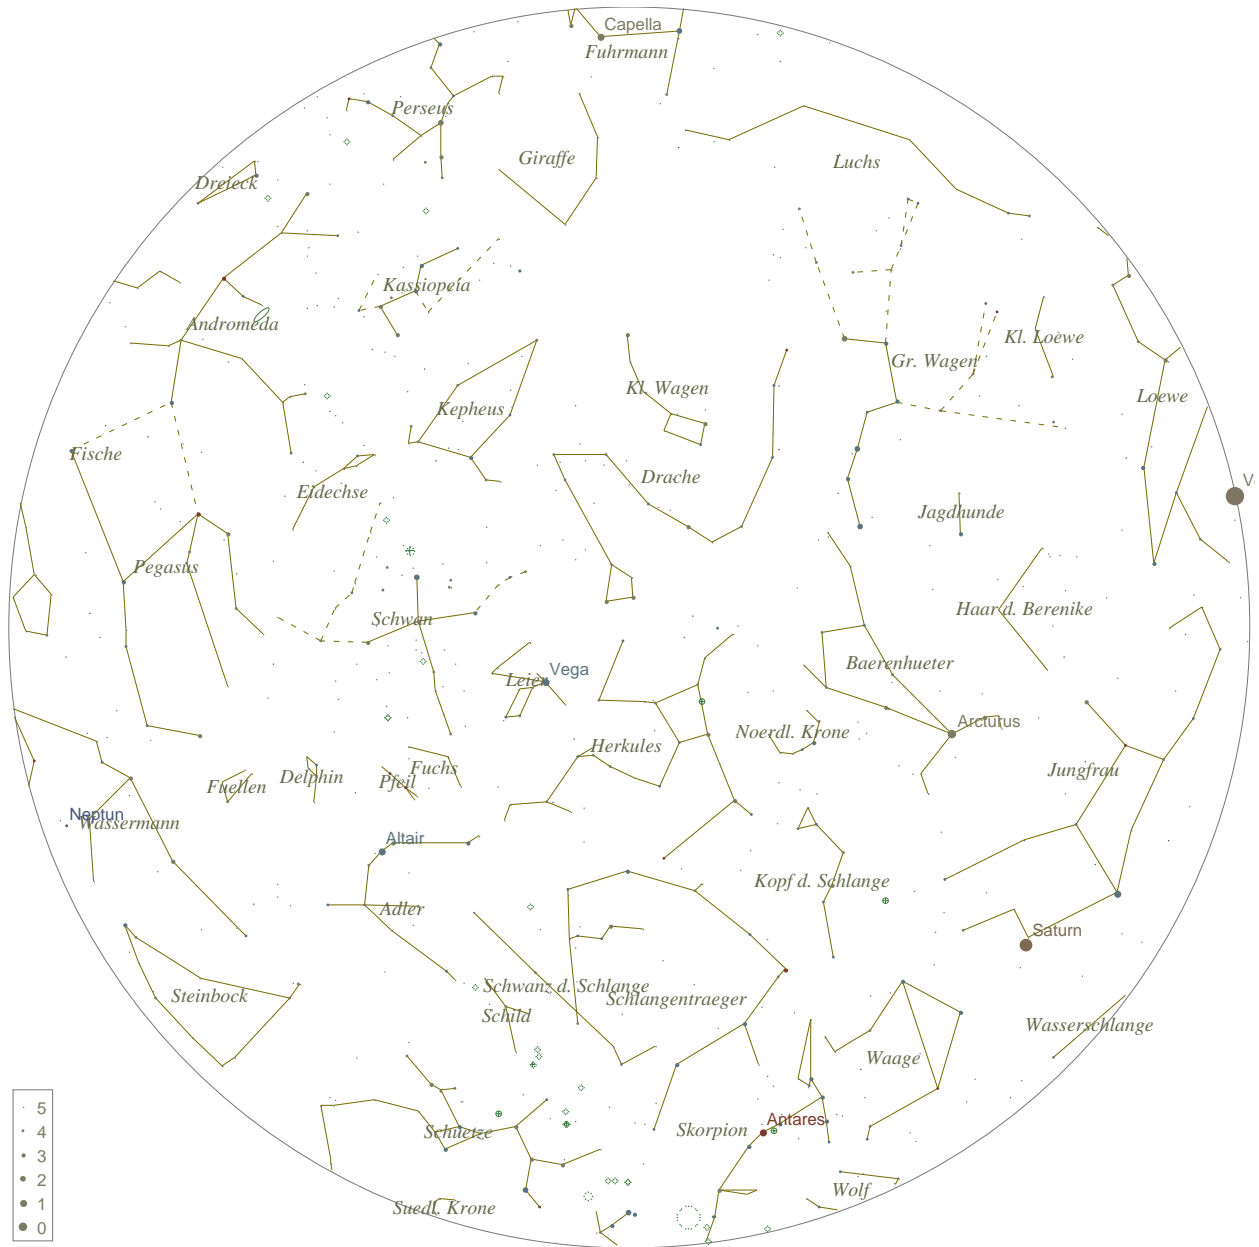 Capella
Fuhrmann
Perseus
Giraffe
Luchs
Dreieck
Kassiopeia
Andromeda
Gr. Wagen
Kl. Loewe
Kl. Wagen
Loewe
Kepheus
Fische
Drache
Eidechse
V
Jagdhunde
Pegasus
Haar d. Berenike
Schwan
Baerenhueter
Leier
Vega
Arcturus
Noerdl. Krone
Herkules
Jungfrau
Fuchs
Delphin
Pfeil
Fuellen
Neptun
Wassermann
Altair
Kopf d. Schlange
Adler
Saturn
Schwanz d. Schlange
Steinbock
Schlangentraeger
Schild
Wasserschlange
Waage
Antares
Skorpion
Schuetze
Wolf
Suedl. Krone
5
4
3
2
1
0